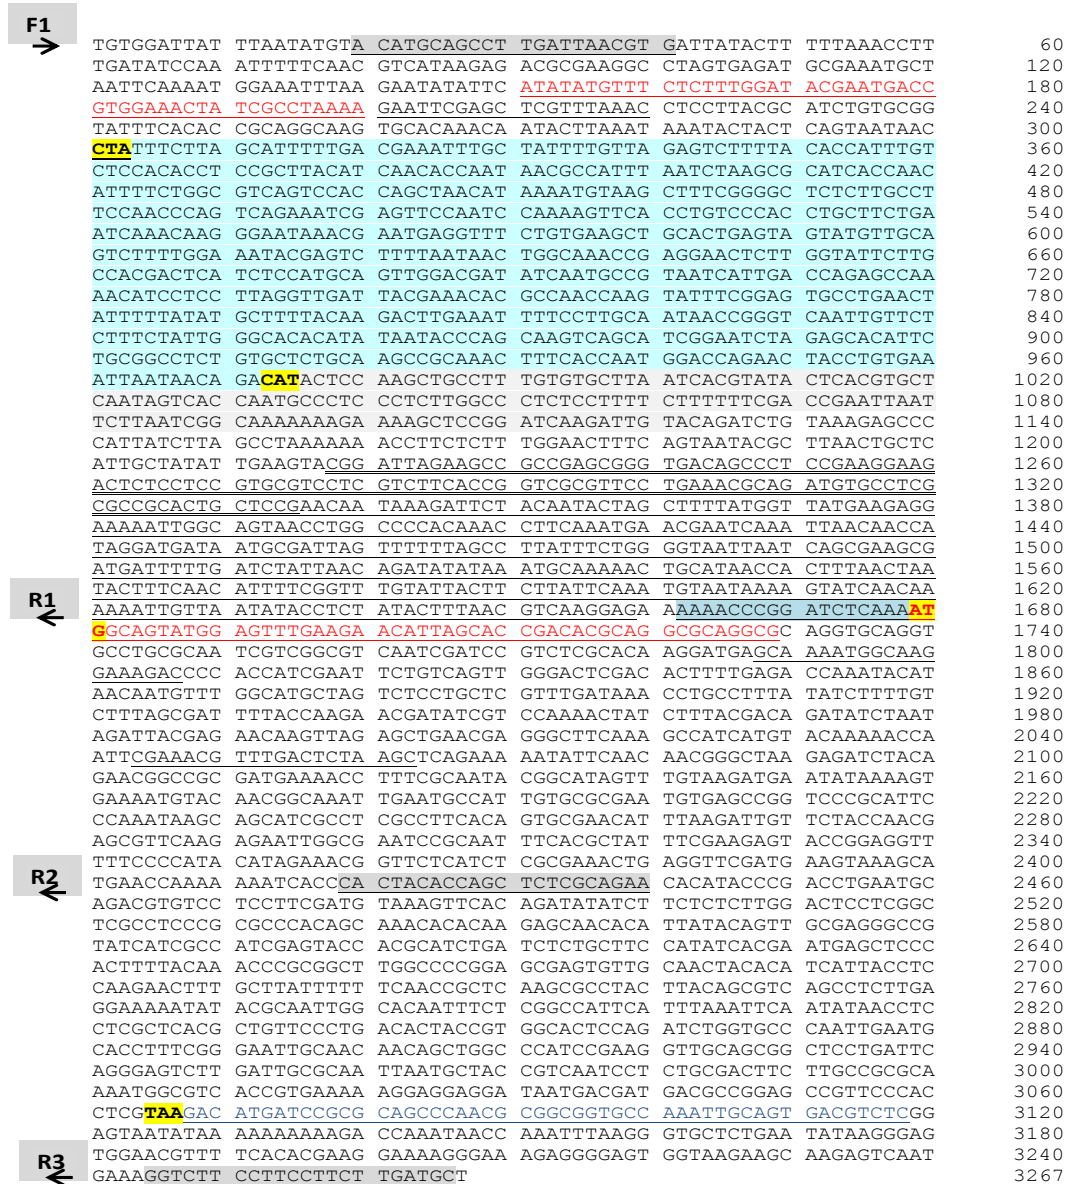 F1
TGTGGATTAT TTAATATGTA CATGCAGCCT TGATTAACGT GATTATACTT TTTAAACCTT 60
TGATATCCAA ATTTTTCAAC GTCATAAGAG ACGCGAAGGC CTAGTGAGAT GCGAAATGCT 120
AATTCAAAAT GGAAATTTAA GAATATATTC ATATATGTTT CTCTTTGGAT ACGAATGACC 180
GTGGAAACTA TCGCCTAAAA GAATTCGAGC TCGTTTAAAC CTCCTTACGC ATCTGTGCGG 240
TATTTCACAC CGCAGGCAAG TGCACAAACA ATACTTAAAT AAATACTACT CAGTAATAAC 300
CTATTTCTTA GCATTTTTGA CGAAATTTGC TATTTTGTTA GAGTCTTTTA CACCATTTGT 360
CTCCACACCT CCGCTTACAT CAACACCAAT AACGCCATTT AATCTAAGCG CATCACCAAC 420
ATTTTCTGGC GTCAGTCCAC CAGCTAACAT AAAATGTAAG CTTTCGGGGC TCTCTTGCCT 480
TCCAACCCAG TCAGAAATCG AGTTCCAATC CAAAAGTTCA CCTGTCCCAC CTGCTTCTGA 540
ATCAAACAAG GGAATAAACG AATGAGGTTT CTGTGAAGCT GCACTGAGTA GTATGTTGCA 600
GTCTTTTGGA AATACGAGTC TTTTAATAAC TGGCAAACCG AGGAACTCTT GGTATTCTTG 660
CCACGACTCA TCTCCATGCA GTTGGACGAT ATCAATGCCG TAATCATTGA CCAGAGCCAA 720
AACATCCTCC TTAGGTTGAT TACGAAACAC GCCAACCAAG TATTTCGGAG TGCCTGAACT 780
ATTTTTATAT GCTTTTACAA GACTTGAAAT TTTCCTTGCA ATAACCGGGT CAATTGTTCT 840
CTTTCTATTG GGCACACATA TAATACCCAG CAAGTCAGCA TCGGAATCTA GAGCACATTC 900
TGCGGCCTCT GTGCTCTGCA AGCCGCAAAC TTTCACCAAT GGACCAGAAC TACCTGTGAA 960
ATTAATAACA GACATACTCC AAGCTGCCTT TGTGTGCTTA ATCACGTATA CTCACGTGCT 1020
CAATAGTCAC CAATGCCCTC CCTCTTGGCC CTCTCCTTTT CTTTTTTCGA CCGAATTAAT 1080
TCTTAATCGG CAAAAAAAGA AAAGCTCCGG ATCAAGATTG TACAGATCTG TAAAGAGCCC 1140
CATTATCTTA GCCTAAAAAA ACCTTCTCTT TGGAACTTTC AGTAATACGC TTAACTGCTC 1200
ATTGCTATAT TGAAGTACGG ATTAGAAGCC GCCGAGCGGG TGACAGCCCT CCGAAGGAAG 1260
ACTCTCCTCC GTGCGTCCTC GTCTTCACCG GTCGCGTTCC TGAAACGCAG ATGTGCCTCG 1320
CGCCGCACTG CTCCGAACAA TAAAGATTCT ACAATACTAG CTTTTATGGT TATGAAGAGG 1380
AAAAATTGGC AGTAACCTGG CCCCACAAAC CTTCAAATGA ACGAATCAAA TTAACAACCA 1440
TAGGATGATA ATGCGATTAG TTTTTTAGCC TTATTTCTGG GGTAATTAAT CAGCGAAGCG 1500
ATGATTTTTG ATCTATTAAC AGATATATAA ATGCAAAAAC TGCATAACCA CTTTAACTAA 1560
TACTTTCAAC ATTTTCGGTT TGTATTACTT CTTATTCAAA TGTAATAAAA GTATCAACAA 1620
R1
AAAATTGTTA ATATACCTCT ATACTTTAAC GTCAAGGAGA AAAAACCCGG ATCTCAAAAT 1680
GGCAGTATGG AGTTTGAAGA ACATTAGCAC CGACACGCAG GCGCAGGCGC CAGGTGCAGGT 1740
GCCTGCGCAA TCGTCGGCGT CAATCGATCC GTCTCGCACA AGGATGAGCA AAATGGCAAG 1800
GAAAGACCCC ACCATCGAAT TCTGTCAGTT GGGACTCGAC ACTTTTGAGA CCAAATACAT 1860
AACAATGTTT GGCATGCTAG TCTCCTGCTC GTTTGATAAA CCTGCCTTTA TATCTTTTGT 1920
CTTTAGCGAT TTTACCAAGA ACGATATCGT CCAAAACTAT CTTTACGACA GATATCTAAT 1980
AGATTACGAG AACAAGTTAG AGCTGAACGA GGGCTTCAAA GCCATCATGT ACAAAAACCA 2040
ATTCGAAACG TTTGACTCTA AGCTCAGAAA AATATTCAAC AACGGGCTAA GAGATCTACA 2100
GAACGGCCGC GATGAAAACC TTTCGCAATA CGGCATAGTT TGTAAGATGA ATATAAAAGT 2160
GAAAATGTAC AACGGCAAAT TGAATGCCAT TGTGCGCGAA TGTGAGCCGG TCCCGCATTC 2220
CCAAATAAGC AGCATCGCCT CGCCTTCACA GTGCGAACAT TTAAGATTGT TCTACCAACG 2280
AGCGTTCAAG AGAATTGGCG AATCCGCAAT TTCACGCTAT TTCGAAGAGT ACCGGAGGTT 2340
TTTCCCCATA CATAGAAACG GTTCTCATCT CGCGAAACTG AGGTTCGATG AAGTAAAGCA 2400
R2
TGAACCAAAA AAATCACCCA CTACACCAGC TCTCGCAGAA CACATACCCG ACCTGAATGC 2460
AGACGTGTCC TCCTTCGATG TAAAGTTCAC AGATATATCT TCTCTCTTGG ACTCCTCGGC 2520
TCGCCTCCCG CGCCCACAGC AAACACACAA GAGCAACACA TTATACAGTT GCGAGGGCCG 2580
TATCATCGCC ATCGAGTACC ACGCATCTGA TCTCTGCTTC CATATCACGA ATGAGCTCCC 2640
ACTTTTACAA ACCCGCGGCT TGGCCCCGGA GCGAGTGTTG CAACTACACA TCATTACCTC 2700
CAAGAACTTT GCTTATTTTT TCAACCGCTC AAGCGCCTAC TTACAGCGTC AGCCTCTTGA 2760
GGAAAAATAT ACGCAATTGG CACAATTTCT CGGCCATTCA TTTAAATTCA ATATAACCTC 2820
CTCGCTCACG CTGTTCCCTG ACACTACCGT GGCACTCCAG ATCTGGTGCC CAATTGAATG 2880
CACCTTTCGG GAATTGCAAC AACAGCTGGC CCATCCGAAG GTTGCAGCGG CTCCTGATTC 2940
AGGGAGTCTT GATTGCGCAA TTAATGCTAC CGTCAATCCT CTGCGACTTC TTGCCGCGCA 3000
AAATGGCGTC ACCGTGAAAA AGGAGGAGGA TAATGACGAT GACGCCGGAG CCGTTCCCAC 3060
CTCGTAAGAC ATGATCCGCG CAGCCCAACG CGGCGGTGCC AAATTGCAGT GACGTCTCGG 3120
AGTAATATAA AAAAAAAAGA CCAAATAACC AAATTTAAGG GTGCTCTGAA TATAAGGGAG 3180
TGGAACGTTT TCACACGAAG GAAAAGGGAA AGAGGGGAGT GGTAAGAAGC AAGAGTCAAT 3240
R3
GAAAGGTCTT CCTTCCTTCT TGATGCT 3267